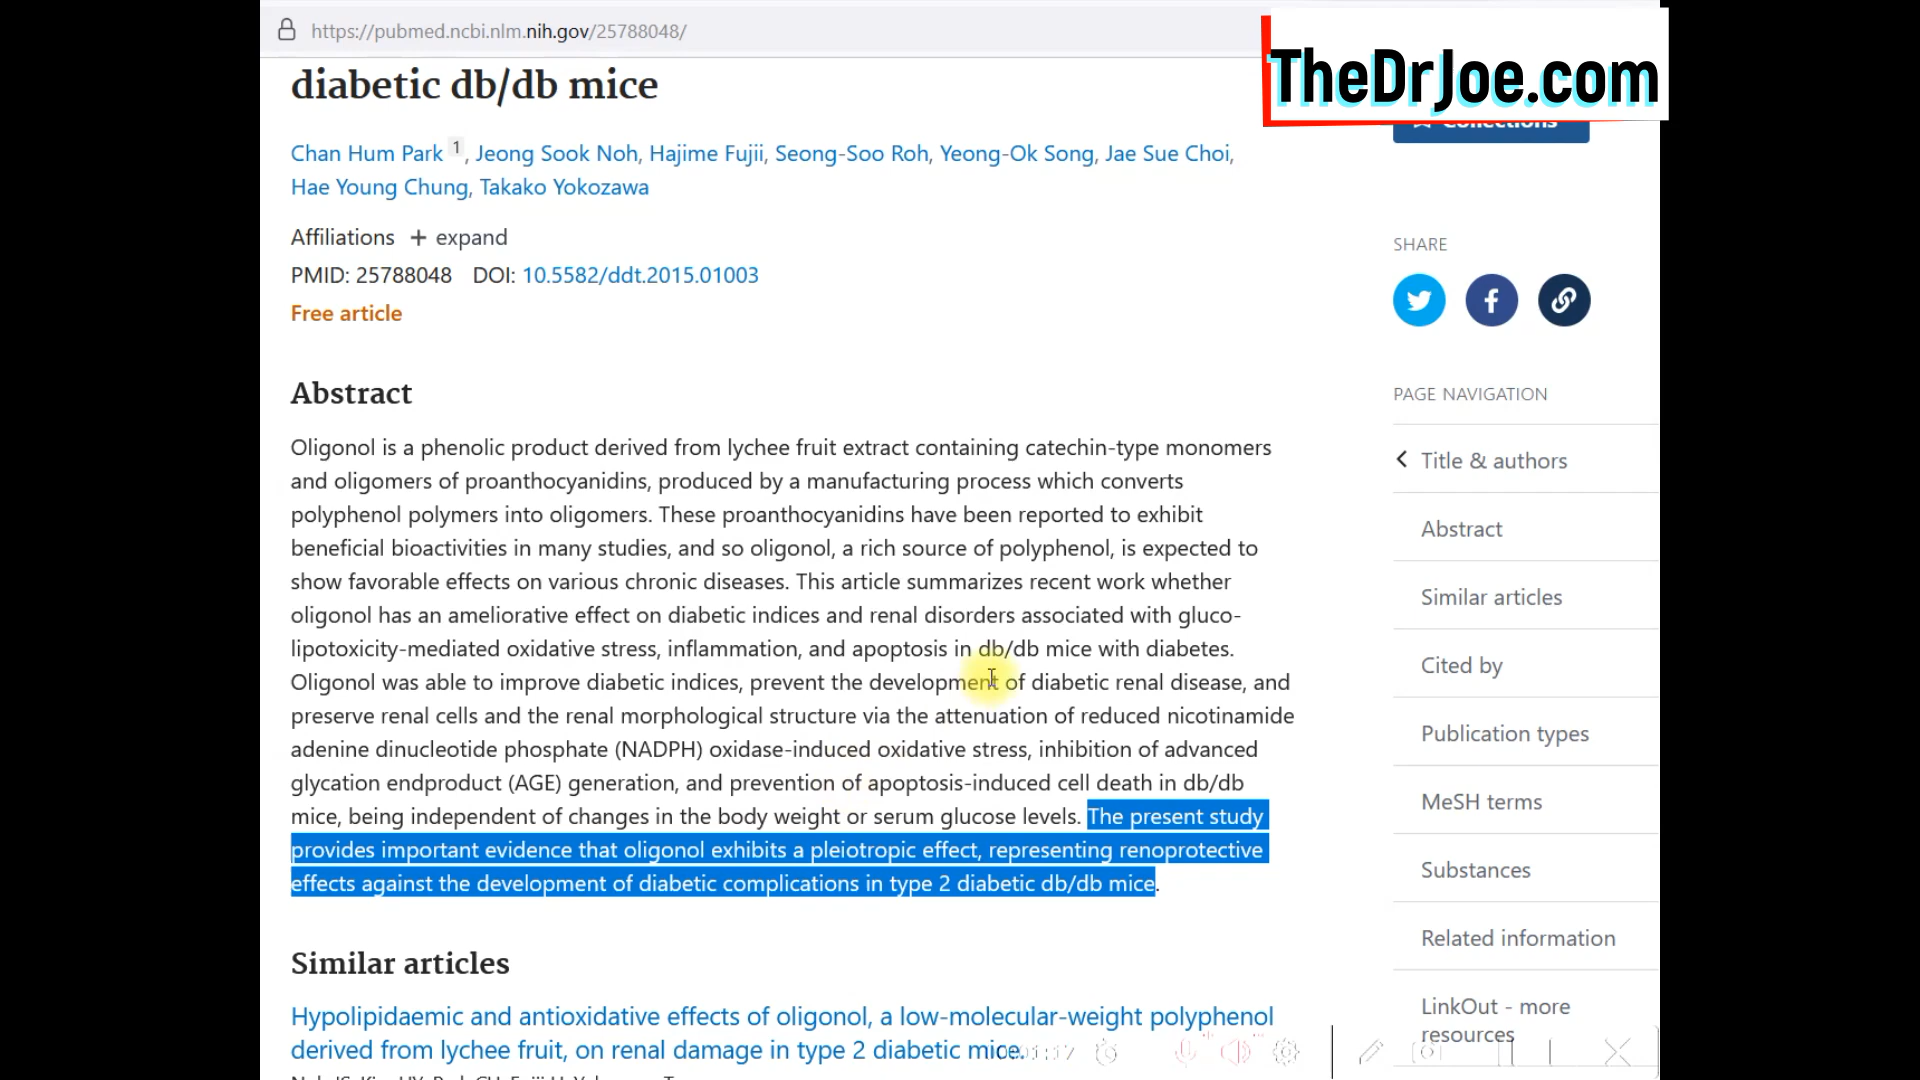 https://pubmed.ncbi.nlm.nih.gov/25788048/
TheDrJoe.com
diabetic db/db mice
Collections
Chan Hum Park 1, Jeong Sook Noh, Hajime Fujii, Seong-Soo Roh, Yeong-Ok Song, Jae Sue Choi,
Hae Young Chung, Takako Yokozawa
Affiliations + expand
PMID: 25788048 DOI: 10.5582/ddt.2015.01003
Free article
Abstract
Oligonol is a phenolic product derived from lychee fruit extract containing catechin-type monomers
and oligomers of proanthocyanidins, produced by a manufacturing process which converts
polyphenol polymers into oligomers. These proanthocyanidins have been reported to exhibit
beneficial bioactivities in many studies, and so oligonol, a rich source of polyphenol, is expected to
show favorable effects on various chronic diseases. This article summarizes recent work whether
oligonol has an ameliorative effect on diabetic indices and renal disorders associated with gluco-
lipotoxicity-mediated oxidative stress, inflammation, and apoptosis in db/db mice with diabetes.
Oligonol was able to improve diabetic indices, prevent the development of diabetic renal disease, and
preserve renal cells and the renal morphological structure via the attenuation of reduced nicotinamide
adenine dinucleotide phosphate (NADPH) oxidase-induced oxidative stress, inhibition of advanced
glycation endproduct (AGE) generation, and prevention of apoptosis-induced cell death in db/db
mice, being independent of changes in the body weight or serum glucose levels. The present study
provides important evidence that oligonol exhibits a pleiotropic effect, representing renoprotective
effects against the development of diabetic complications in type 2 diabetic db/db mice.
Similar articles
Hypolipidaemic and antioxidative effects of oligonol, a low-molecular-weight polyphenol
derived from lychee fruit, on renal damage in type 2 diabetic mice.
SHARE
PAGE NAVIGATION
Title & authors
Abstract
Similar articles
Cited by
Publication types
MeSH terms
Substances
Related information
LinkOut - more
resources